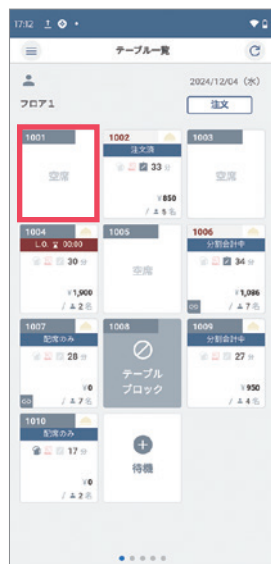 17:32
テーブル一覧
2024/12/04 (水)
フロア1
注文
1001
空席
1002
注文済
33 分
¥850
/ 5 名
1003
空席
1004
L.O. 00:00
30 分
¥1,900
/ 2 名
1005
空席
1006
分割会計中
34 分
¥1,086
/ 7 名
1007
配席のみ
28 分
¥0
/ 7 名
1008
テーブル
ブロック
1009
分割会計中
27 分
¥950
/ 4 名
1010
配席のみ
17 分
¥0
/ 2 名
待機